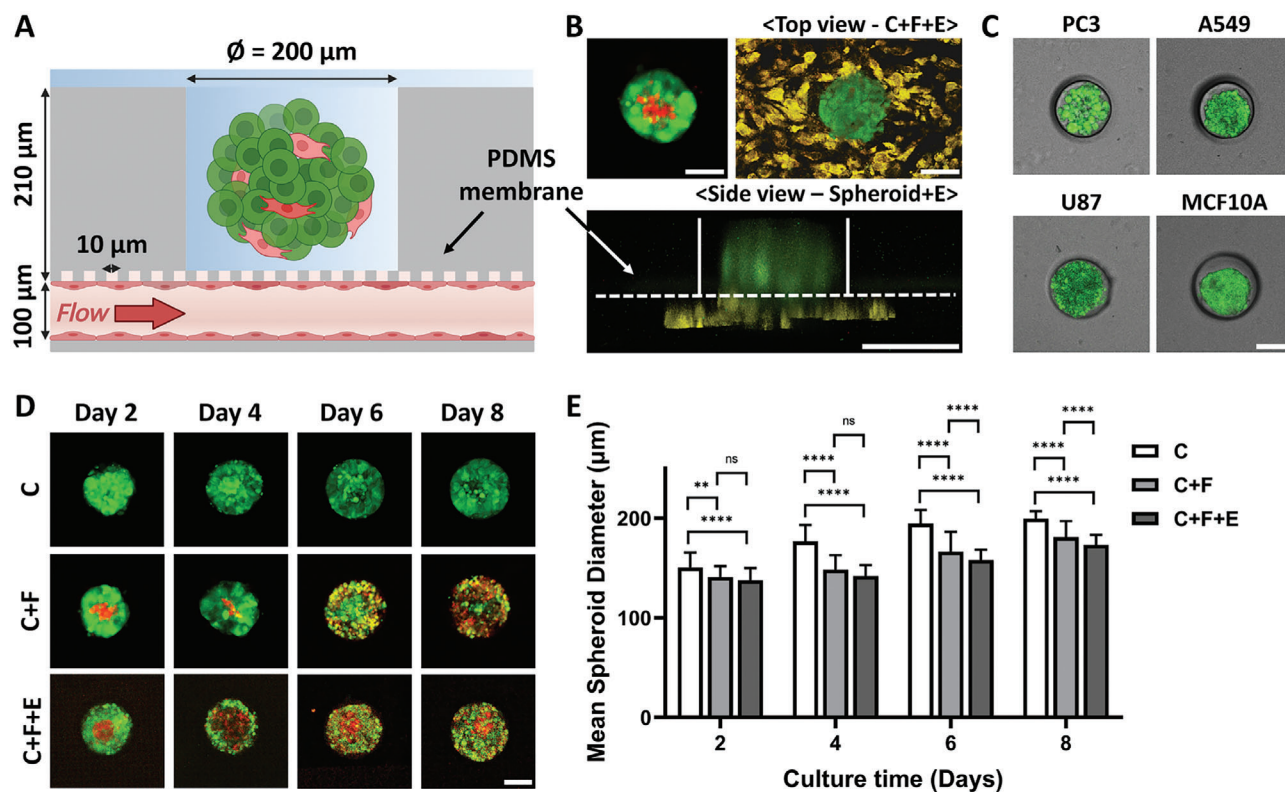 A
Ø = 200 µm
210 µm
10 µm
100 µm
Flow
PDMS
membrane
B
<Top view - C+F+E>
<Side view – Spheroid+E>
C
PC3
A549
U87
MCF10A
D
Day 2
Day 4
Day 6
Day 8
C
C+F
C+F+E
E
Mean Spheroid Diameter (µm)
200
100
0
ns
**
****
ns
****
****
****
****
****
****
****
****
C
C+F
C+F+E
2
4
6
8
Culture time (Days)